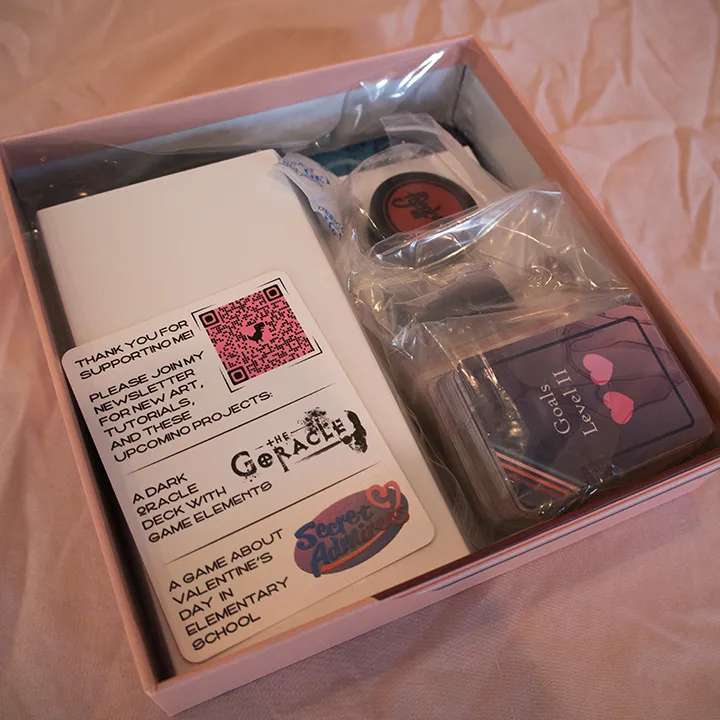 THANK YOU FOR
SUPPORTING ME!
PLEASE JOIN MY
NEWSLETTER
FOR NEW ART,
TUTORIALS,
AND THESE
UPCOMING PROJECTS:
THE
GORACLE
A DARK
ORACLE
DECK WITH
GAME ELEMENTS
Secret
Admirers
A GAME ABOUT
VALENTINE'S
DAY IN
ELEMENTARY
SCHOOL
Goals
Level II